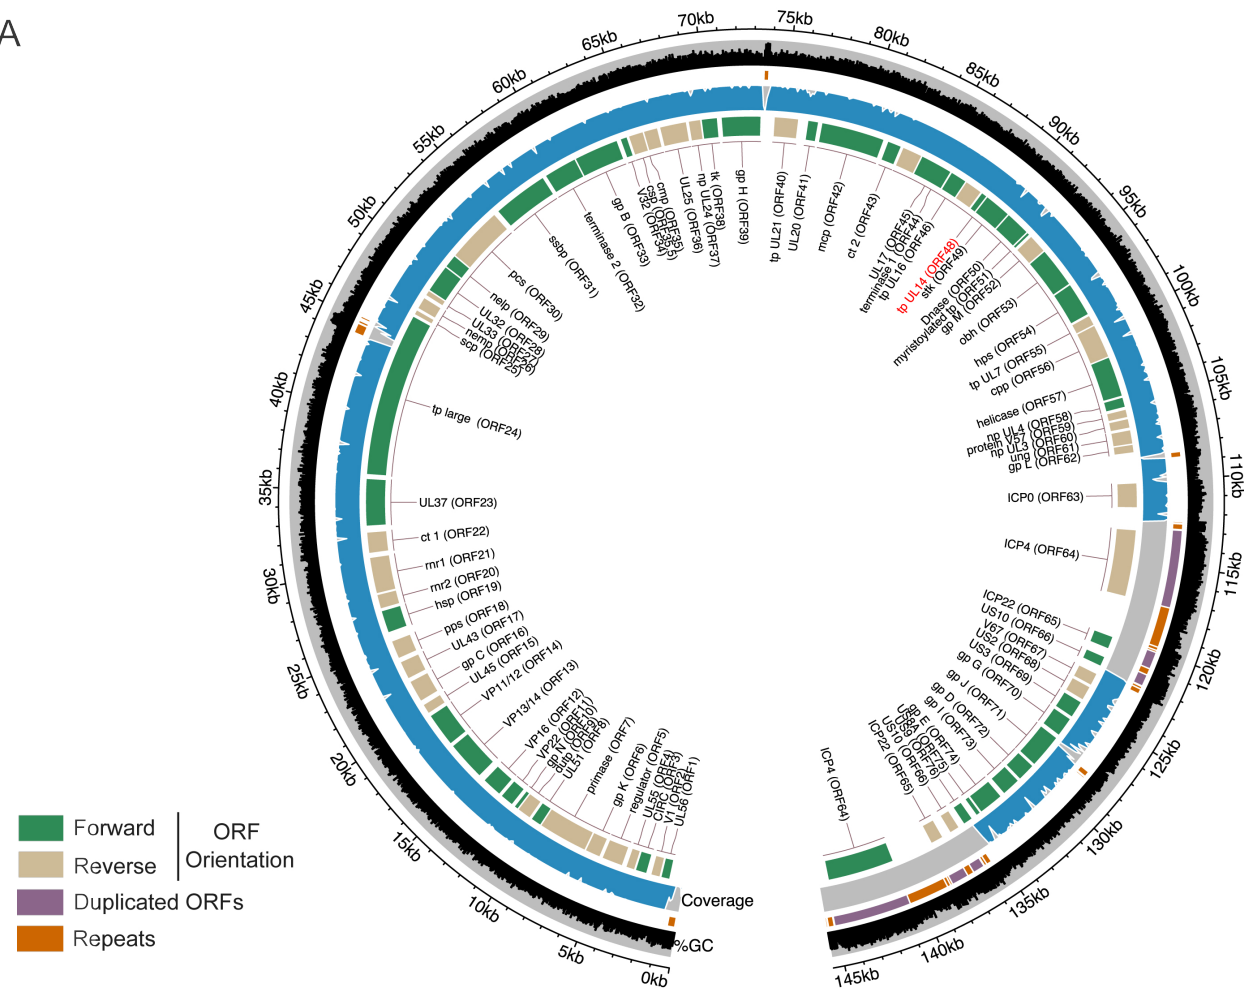 A
0kb
5kb
10kb
15kb
20kb
25kb
30kb
35kb
40kb
45kb
50kb
55kb
60kb
65kb
70kb
75kb
80kb
85kb
90kb
95kb
100kb
105kb
110kb
115kb
120kb
125kb
130kb
135kb
140kb
145kb
UL56 (ORF1)
V1 (ORF2)
CIRC (ORF3)
UL55 (ORF4)
regulator (ORF5)
gp K (ORF6)
primase (ORF7)
UL51 (ORF8)
dutp (ORF9)
gp N (ORF10)
VP22 (ORF11)
VP16 (ORF12)
VP13/14 (ORF13)
VP11/12 (ORF14)
UL45 (ORF15)
gp C (ORF16)
UL43 (ORF17)
pps (ORF18)
hsp (ORF19)
rnr2 (ORF20)
rnr1 (ORF21)
ct 1 (ORF22)
UL37 (ORF23)
tp large (ORF24)
scp (ORF25)
nemp (ORF26)
UL33 (ORF27)
UL32 (ORF28)
nelp (ORF29)
pcs (ORF30)
ssbp (ORF31)
terminase 2 (ORF32)
gp B (ORF33)
V32 (ORF34)
csp (ORF35.5)
cmp (ORF35)
UL25 (ORF36)
np UL24 (ORF37)
tk (ORF38)
gp H (ORF39)
tp UL21 (ORF40)
UL20 (ORF41)
mcp (ORF42)
ct 2 (ORF43)
UL17 (ORF45)
terminase 1 (ORF44)
tp UL16 (ORF46)
tp UL14 (ORF48)
stk (ORF49)
Dnase (ORF50)
myristoylated tp (ORF51)
gp M (ORF52)
obh (ORF53)
hps (ORF54)
tp UL7 (ORF55)
cpp (ORF56)
helicase (ORF57)
np UL4 (ORF58)
protein V57 (ORF59)
np UL3 (ORF60)
ung (ORF61)
gp L (ORF62)
ICP0 (ORF63)
ICP4 (ORF64)
ICP22 (ORF65)
US10 (ORF66)
V67 (ORF67)
US2 (ORF68)
US3 (ORF69)
gp G (ORF70)
gp J (ORF71)
gp D (ORF72)
gp I (ORF73)
gp E (ORF74)
US8A (ORF75)
US9 (ORF76)
US10 (ORF66)
ICP22 (ORF65)
ICP4 (ORF64)
Coverage
%GC
Forward
Reverse
ORF
Orientation
Duplicated ORFs
Repeats